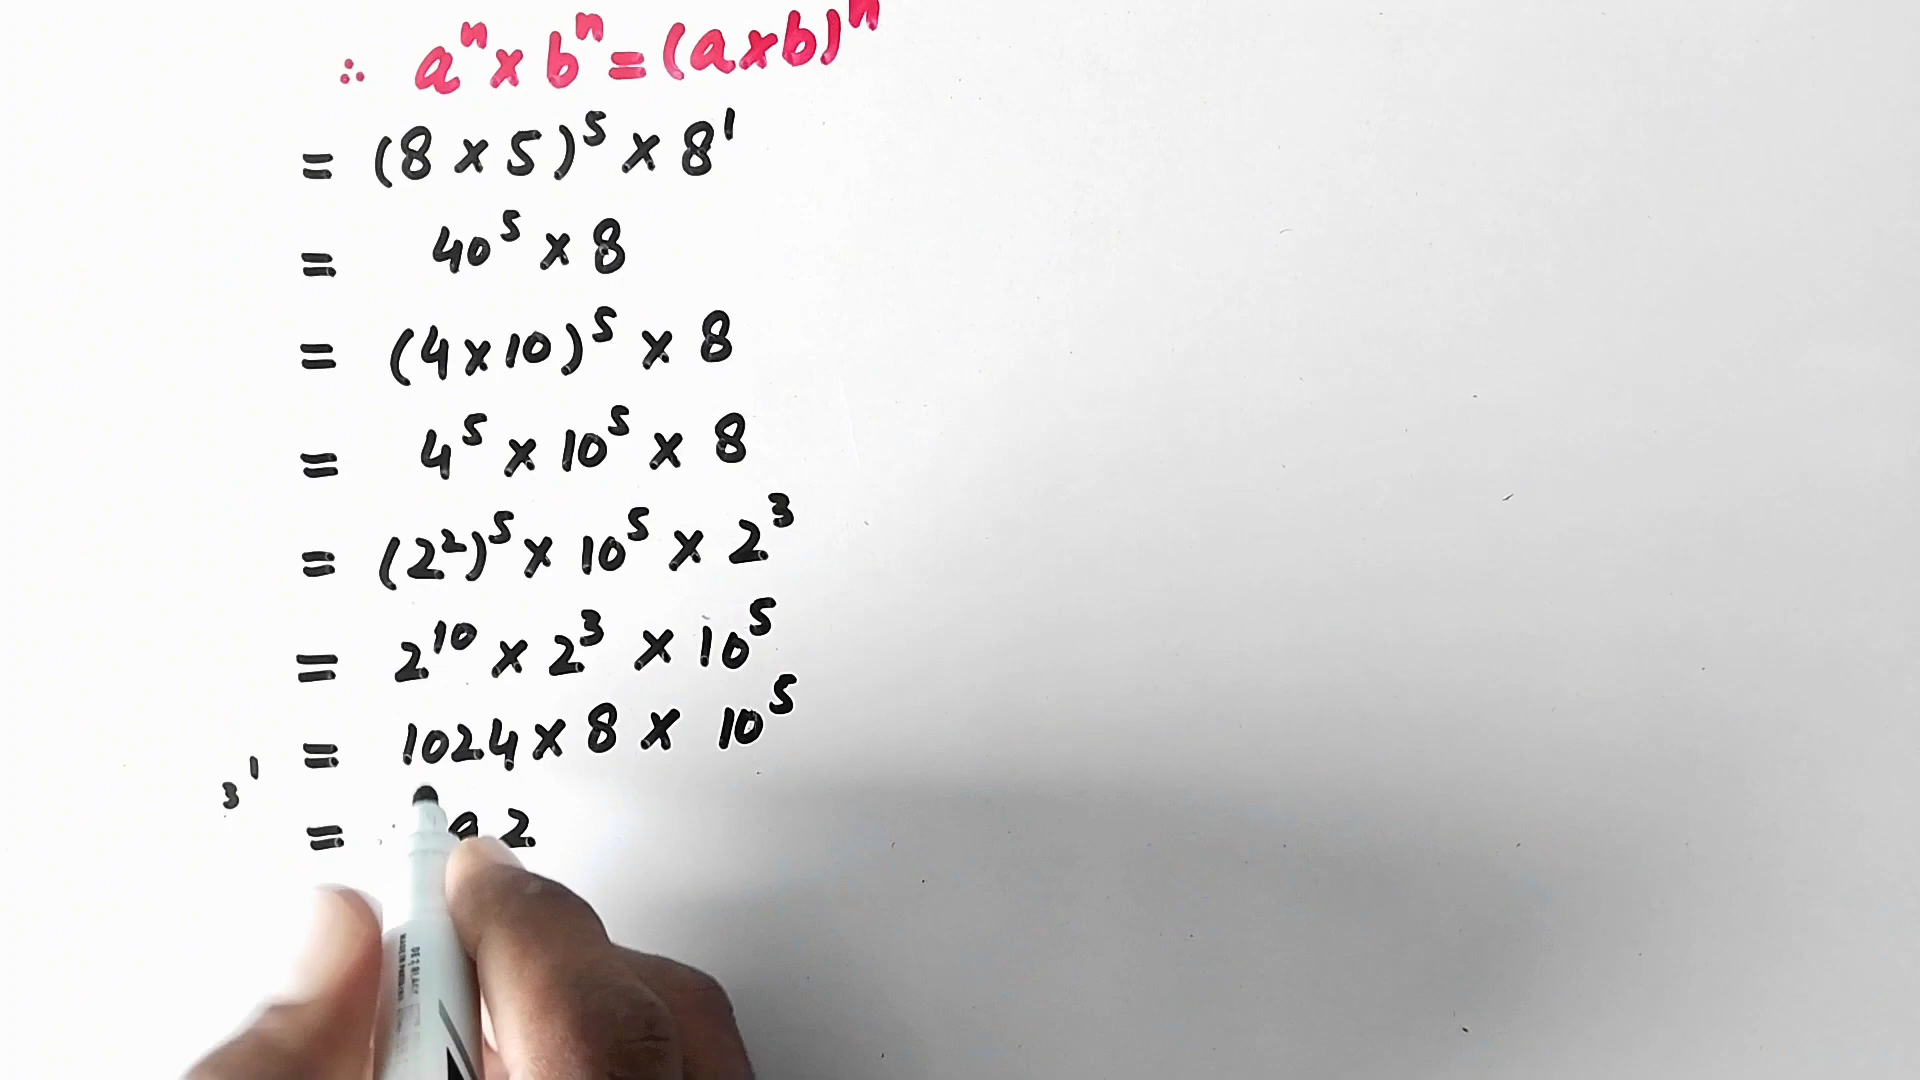 ∴ aⁿ × bⁿ = (a×b)ⁿ
= (8 × 5)⁵ × 8¹
= 40⁵ × 8
= (4×10)⁵ × 8
= 4⁵ × 10⁵ × 8
= (2²)⁵ × 10⁵ × 2³
= 2¹⁰ × 2³ × 10⁵
= 1024 × 8 × 10⁵
3 1
= 92